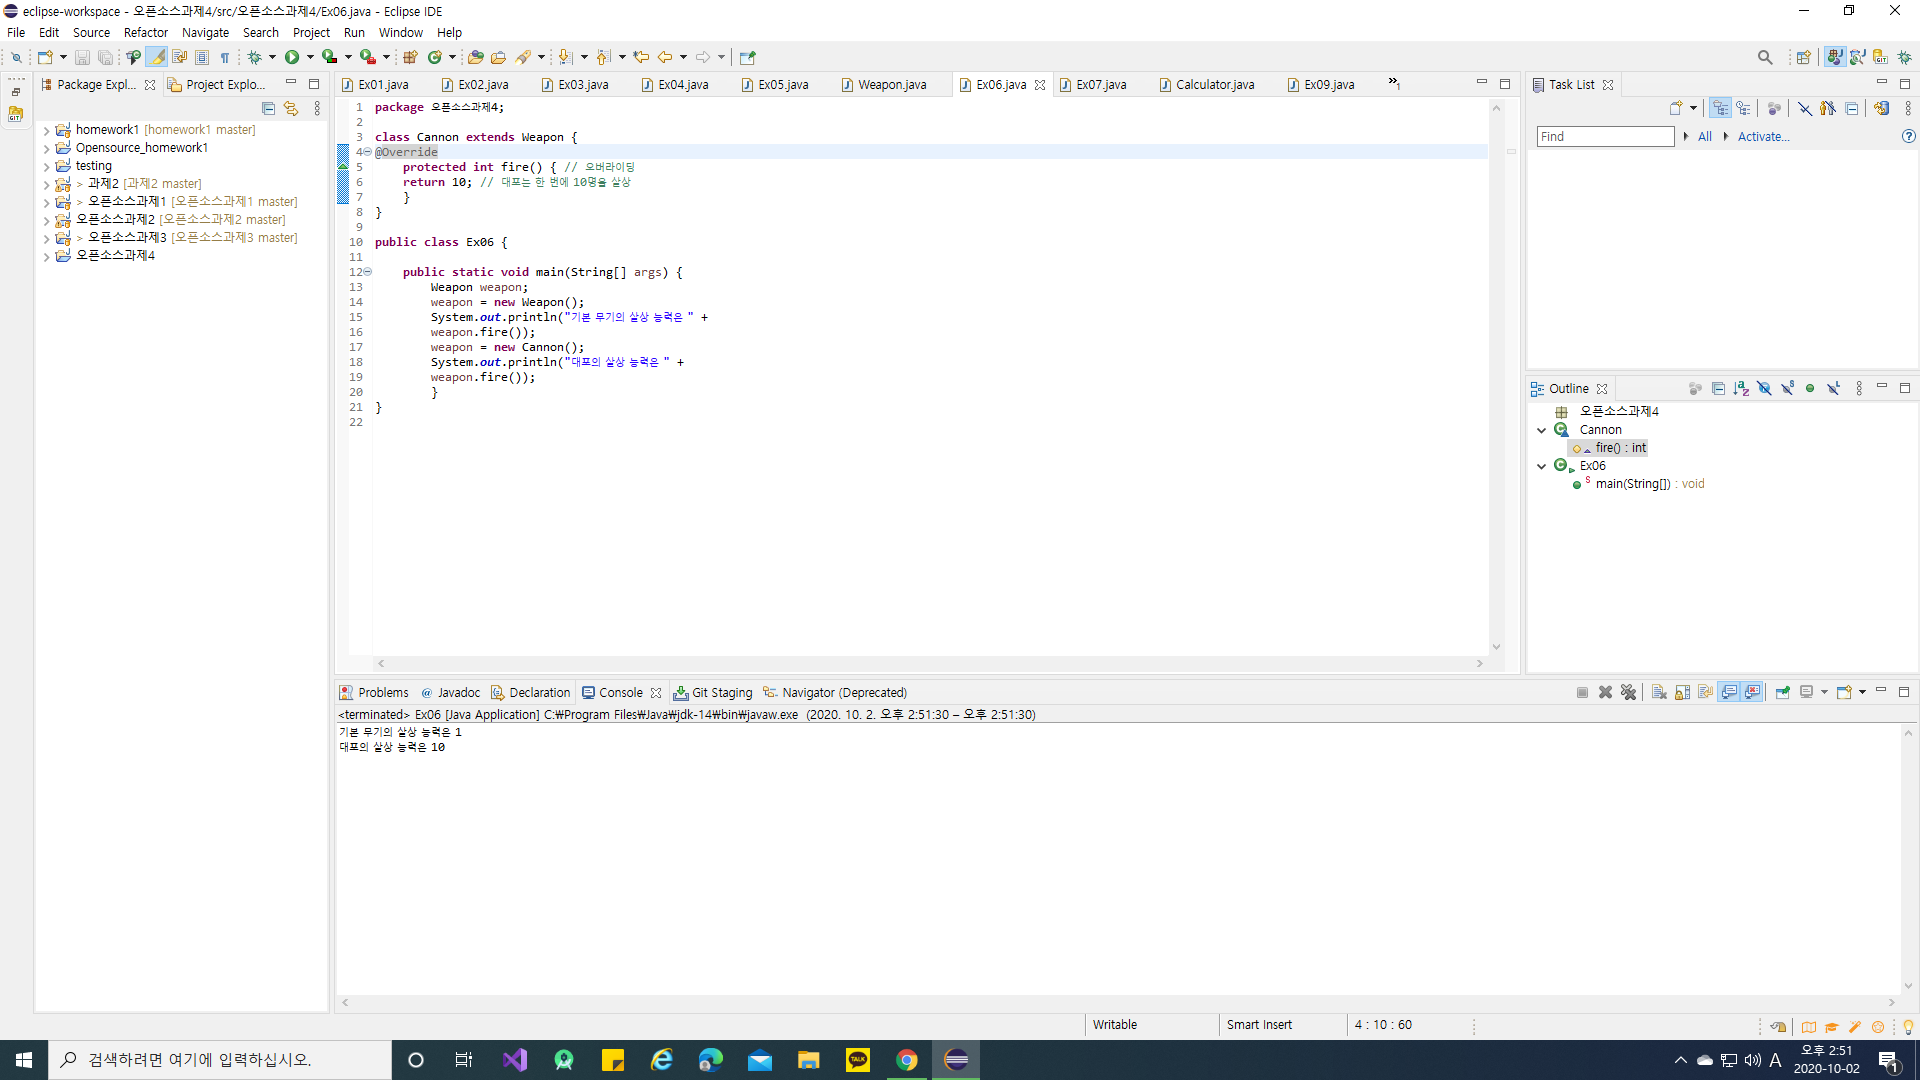 eclipse-workspace - 오픈소스과제4/src/오픈소스과제4/Ex06.java - Eclipse IDE
File Edit Source Refactor Navigate Search Project Run Window Help
Package Expl... Project Explo...
homework1 [homework1 master]
Opensource_homework1
testing
> 과제2 [과제2 master]
> 오픈소스과제1 [오픈소스과제1 master]
오픈소스과제2 [오픈소스과제2 master]
> 오픈소스과제3 [오픈소스과제3 master]
오픈소스과제4
Ex01.java Ex02.java Ex03.java Ex04.java Ex05.java Weapon.java Ex06.java Ex07.java Calculator.java Ex09.java »1
1 package 오픈소스과제4;
2
3 class Cannon extends Weapon {
4 @Override
5 protected int fire() { // 오버라이딩
6 return 10; // 대포는 한 번에 10명을 살상
7 }
8 }
9
10 public class Ex06 {
11
12 public static void main(String[] args) {
13 Weapon weapon;
14 weapon = new Weapon();
15 System.out.println("기본 무기의 살상 능력은 " +
16 weapon.fire());
17 weapon = new Cannon();
18 System.out.println("대포의 살상 능력은 " +
19 weapon.fire());
20 }
21 }
22
Task List
Find All Activate...
Outline
오픈소스과제4
Cannon
fire() : int
Ex06
main(String[]) : void
Problems @ Javadoc Declaration Console Git Staging Navigator (Deprecated)
<terminated> Ex06 [Java Application] C:₩Program Files₩Java₩jdk-14₩bin₩javaw.exe (2020. 10. 2. 오후 2:51:30 – 오후 2:51:30)
기본 무기의 살상 능력은 1
대포의 살상 능력은 10
Writable Smart Insert 4 : 10 : 60
검색하려면 여기에 입력하십시오.
TALK
A
오후 2:51
2020-10-02
1